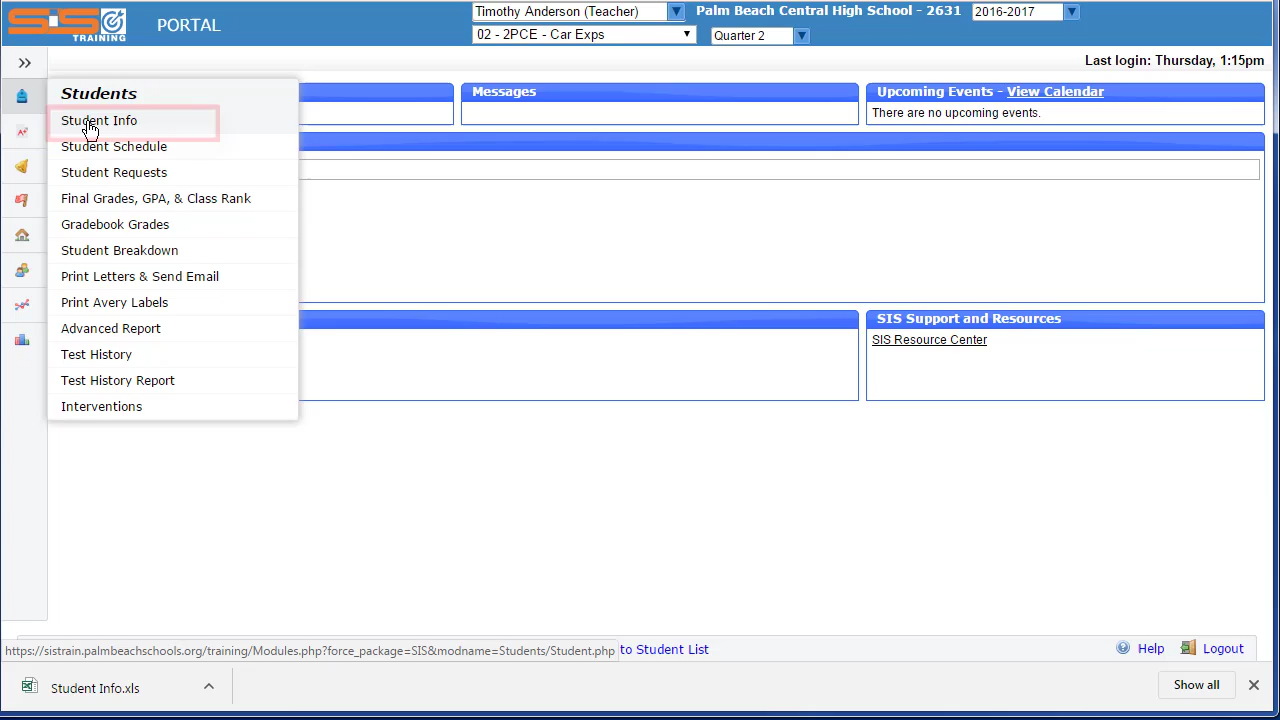 SIS
TRAINING
PORTAL
Timothy Anderson (Teacher)
Palm Beach Central High School - 2631
2016-2017
02 - 2PCE - Car Exps
Quarter 2
Last login: Thursday, 1:15pm
Students
Student Info
Student Schedule
Student Requests
Final Grades, GPA, & Class Rank
Gradebook Grades
Student Breakdown
Print Letters & Send Email
Print Avery Labels
Advanced Report
Test History
Test History Report
Interventions
Messages
Upcoming Events - View Calendar
There are no upcoming events.
SIS Support and Resources
SIS Resource Center
https://sistrain.palmbeachschools.org/training/Modules.php?force_package=SIS&modname=Students/Student.php
to Student List
Help
Logout
Student Info.xls
Show all